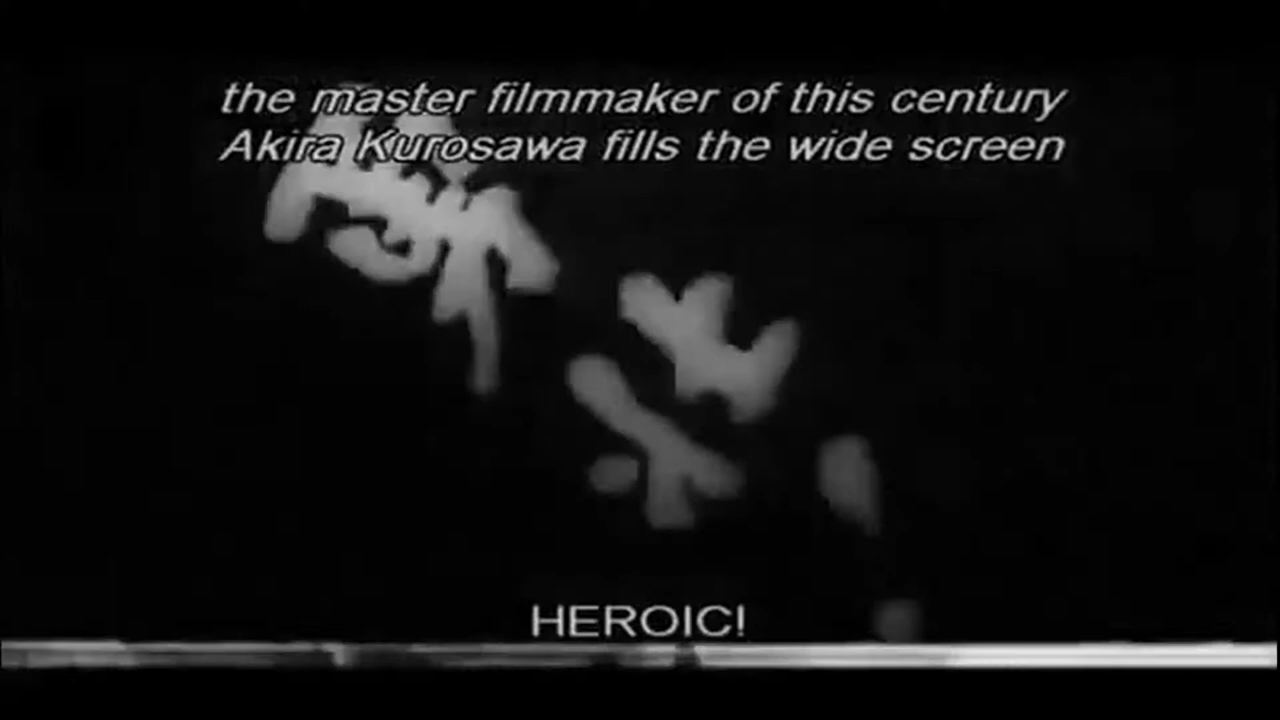 the master filmmaker of this century
Akira Kurosawa fills the wide screen
HEROIC!